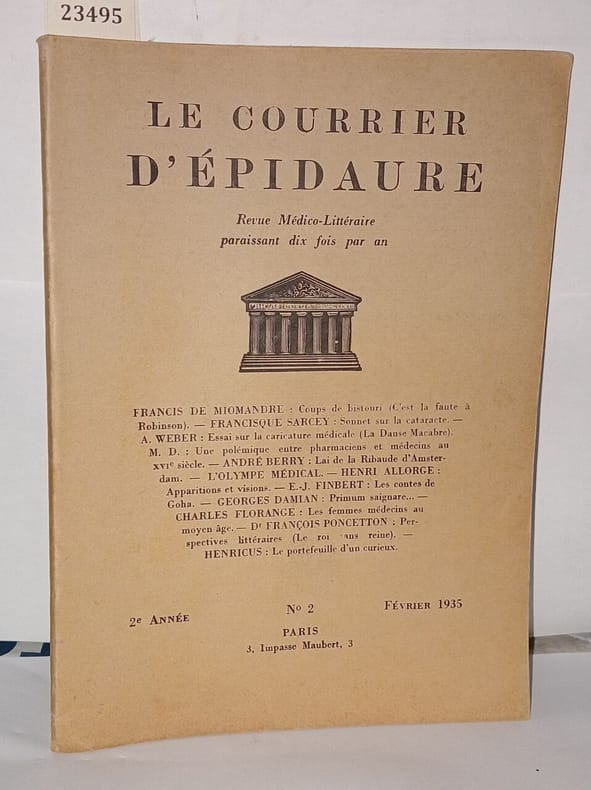 23495
LE COURRIER
D'ÉPIDAURE
Revue Médico-Littéraire
paraissant dix fois par an
FRANCIS DE MIOMANDRE : Coups de bistouri (C'est la faute à
Robinson). — FRANCISQUE SARCEY : Sonnet sur la cataracte. —
A. WEBER : Essai sur la caricature médicale (La Danse Macabre).
M. D. : Une polémique entre pharmaciens et médecins au
XVIe siècle. — ANDRÉ BERRY : Lai de la Ribaude d'Amster-
dam. — L'OLYMPE MÉDICAL. — HENRI ALLORGE :
Apparitions et visions. — E.-J. FINBERT : Les contes de
Goha. — GEORGES DAMIAN : Primum saignare... —
CHARLES FLORANGE : Les femmes médecins au
moyen âge. — Dr FRANÇOIS PONCETTON : Per-
spectives littéraires (Le roi sans reine). —
HENRICUS : Le portefeuille d'un curieux.
2e ANNÉE
No 2
FÉVRIER 1935
PARIS
3, Impasse Maubert, 3